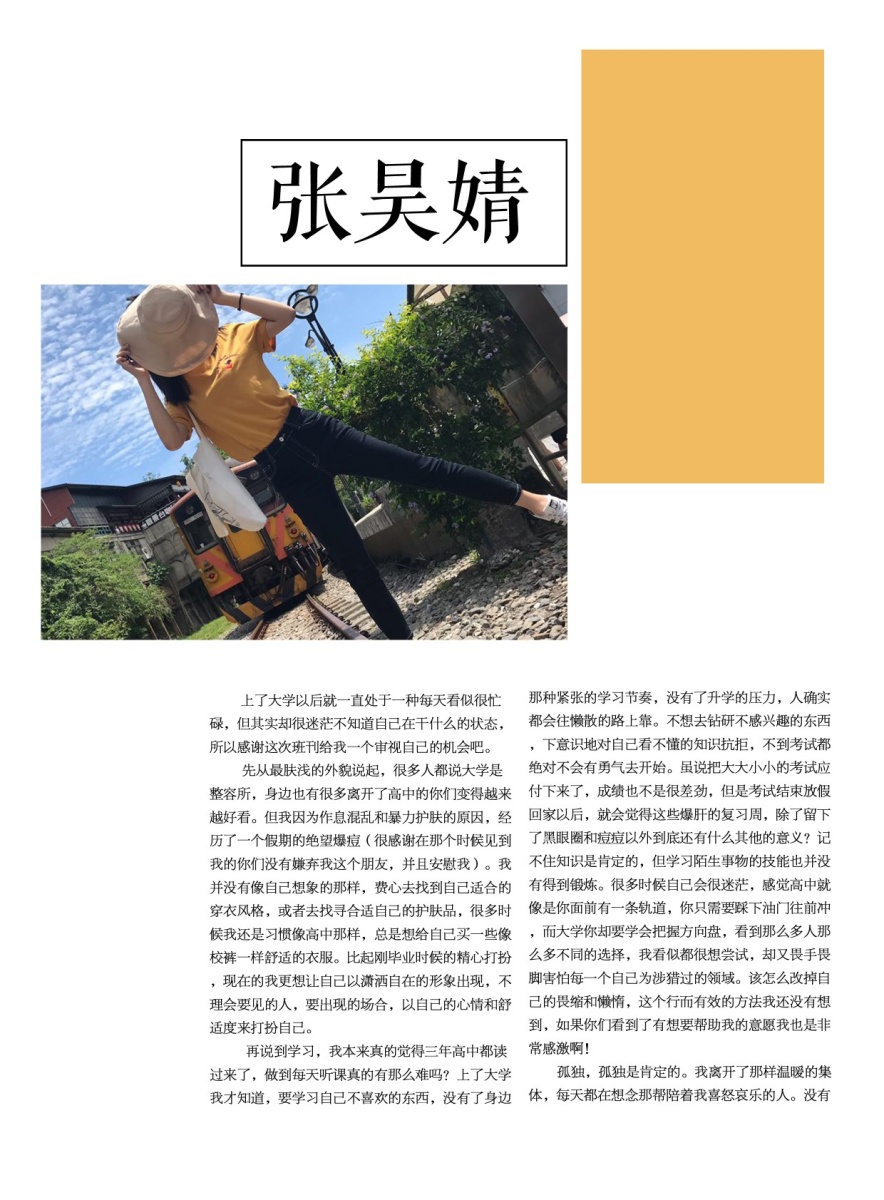 张昊婧
上了大学以后就一直处于一种每天看似很忙
碌，但其实却很迷茫不知道自己在干什么的状态，
所以感谢这次班刊给我一个审视自己的机会吧。
先从最肤浅的外貌说起，很多人都说大学是
整容所，身边也有很多离开了高中的你们变得越来
越好看。但我因为作息混乱和暴力护肤的原因，经
历了一个假期的绝望爆痘（很感谢在那个时候见到
我的你们没有嫌弃我这个朋友，并且安慰我）。我
并没有像自己想象的那样，费心去找到自己适合的
穿衣风格，或者去找寻合适自己的护肤品，很多时
候我还是习惯像高中那样，总是想给自己买一些像
校裤一样舒适的衣服。比起刚毕业时候的精心打扮
，现在的我更想让自己以潇洒自在的形象出现，不
理会要见的人，要出现的场合，以自己的心情和舒
适度来打扮自己。
再说到学习，我本来真的觉得三年高中都读
过来了，做到每天听课真的有那么难吗？上了大学
我才知道，要学习自己不喜欢的东西，没有了身边
那种紧张的学习节奏，没有了升学的压力，人确实
都会往懒散的路上靠。不想去钻研不感兴趣的东西
，下意识地对自己看不懂的知识抗拒，不到考试都
绝对不会有勇气去开始。虽说把大大小小的考试应
付下来了，成绩也不是很差劲，但是考试结束放假
回家以后，就会觉得这些爆肝的复习周，除了留下
了黑眼圈和痘痘以外到底还有什么其他的意义？记
不住知识是肯定的，但学习陌生事物的技能也并没
有得到锻炼。很多时候自己会很迷茫，感觉高中就
像是你面前有一条轨道，你只需要踩下油门往前冲
，而大学你却要学会把握方向盘，看到那么多人那
么多不同的选择，我看似都很想尝试，却又畏手畏
脚害怕每一个自己为涉猎过的领域。该怎么改掉自
己的畏缩和懒惰，这个行而有效的方法我还没有想
到，如果你们看到了有想要帮助我的意愿我也是非
常感激啊！
孤独，孤独是肯定的。我离开了那样温暖的集
体，每天都在想念那帮陪着我喜怒哀乐的人。没有